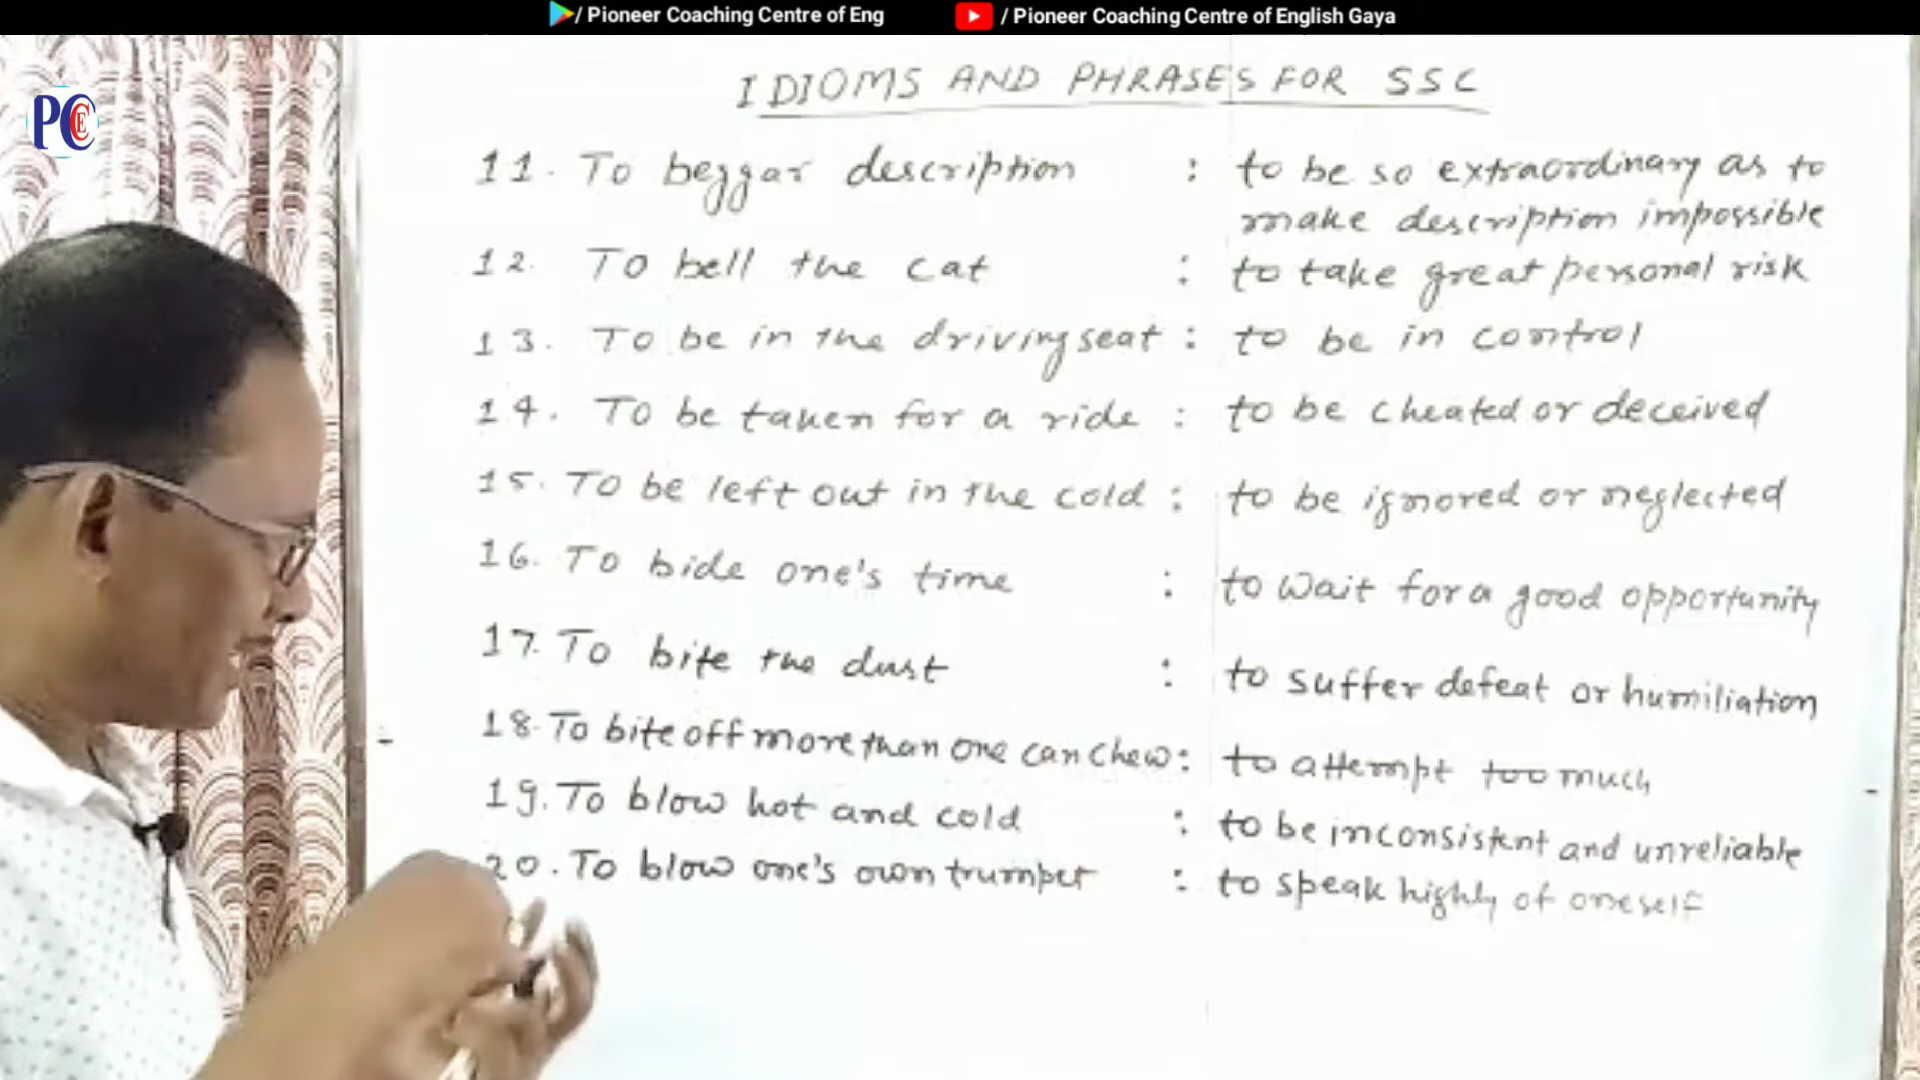 / Pioneer Coaching Centre of Eng / Pioneer Coaching Centre of English Gaya
PCCE
IDIOMS AND PHRASES FOR SSC
11. To beggar description : to be so extraordinary as to
make description impossible
12. To bell the cat : to take great personal risk
13. To be in the driving seat : to be in control
14. To be taken for a ride : to be cheated or deceived
15. To be left out in the cold : to be ignored or neglected
16. To bide one's time : to wait for a good opportunity
17. To bite the dust : to suffer defeat or humiliation
18. To bite off more than one can chew : to attempt too much
19. To blow hot and cold : to be inconsistent and unreliable
20. To blow one's own trumpet : to speak highly of oneself